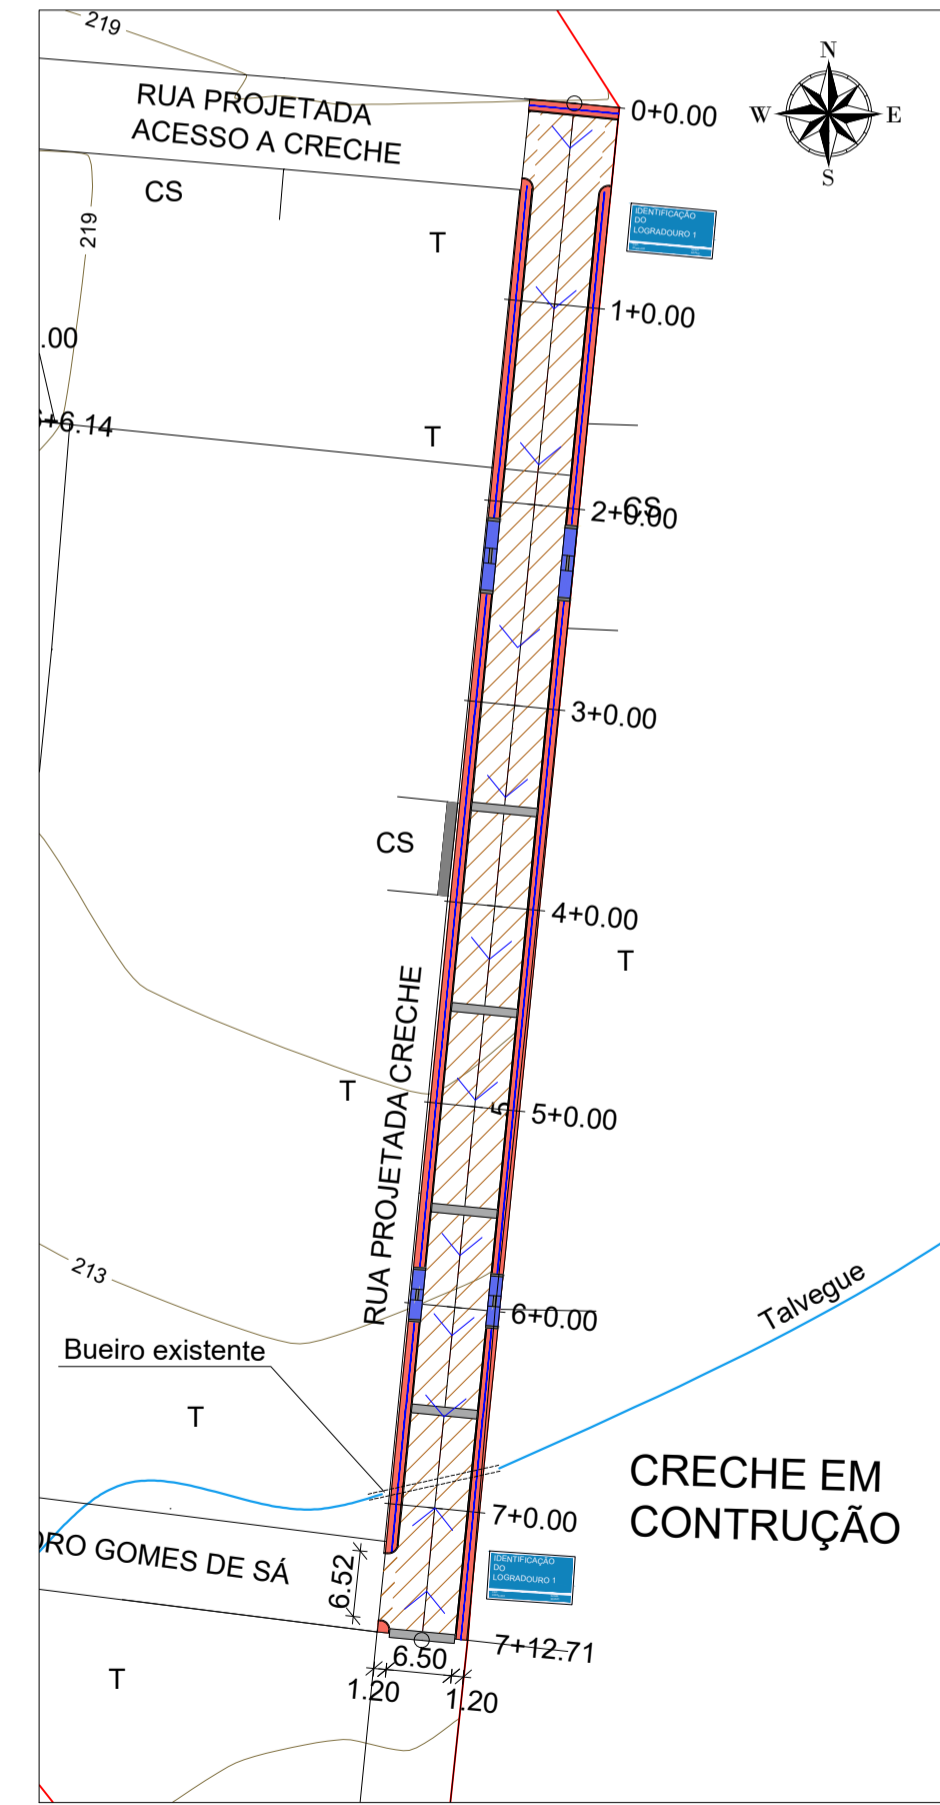 219
N
W
E
S
RUA PROJETADA
ACESSO A CRECHE
0+0.00
CS
219
T
IDENTIFICAÇÃO
DO
LOGRADOURO 1
1+0.00
.00
+6.14
T
2+0.00
CS
3+0.00
CS
4+0.00
T
RUA PROJETADA CRECHE
T
5
5+0.00
213
6+0.00
Talvegue
Bueiro existente
T
CRECHE EM
CONTRUÇÃO
7+0.00
DRO GOMES DE SÁ
6.52
IDENTIFICAÇÃO
DO
LOGRADOURO 1
7+12.71
6.50
T
1.20
1.20